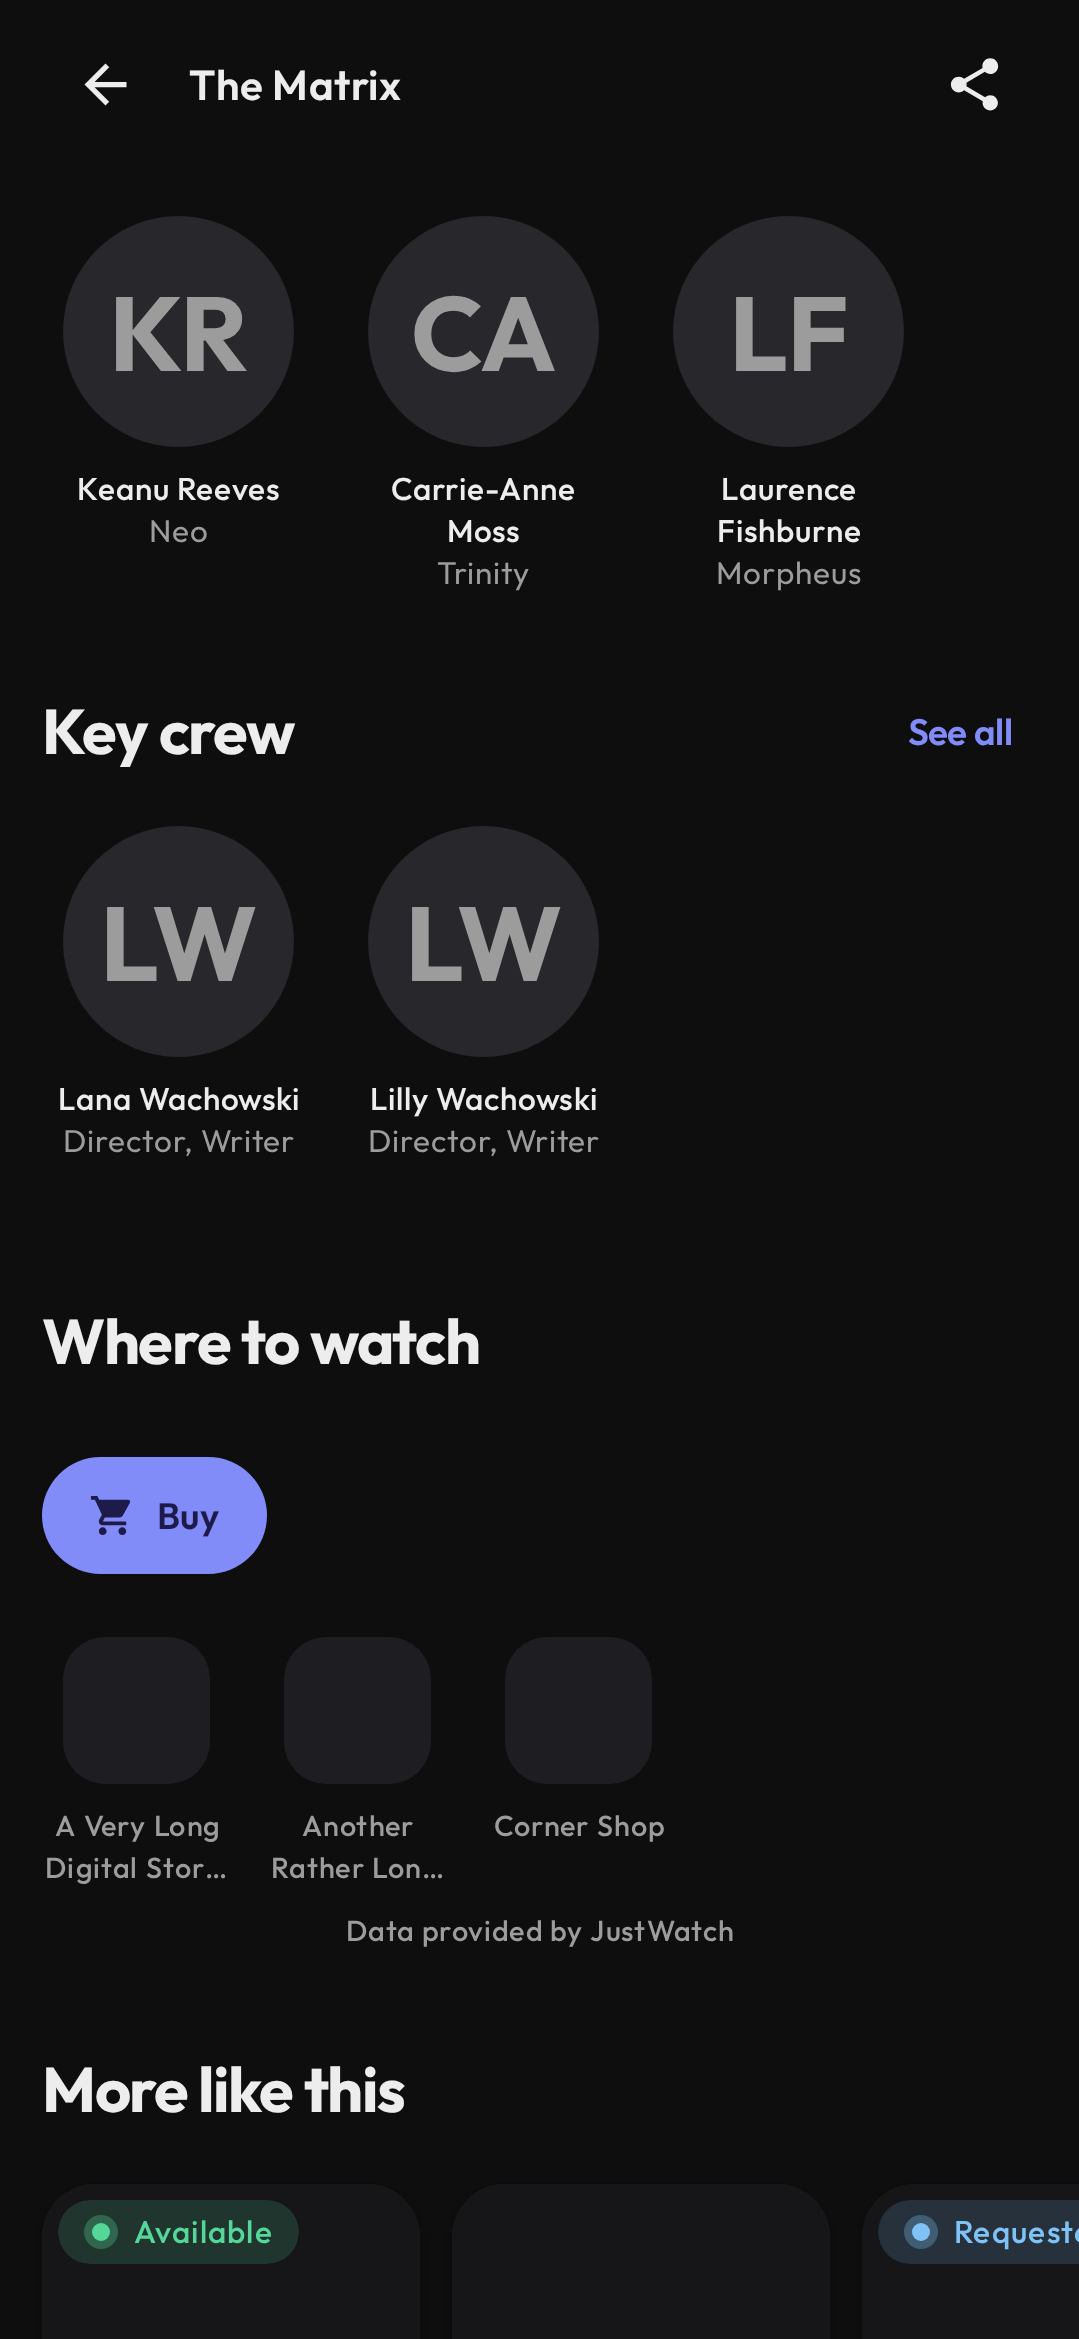 The Matrix
KR
CA
LF
Keanu Reeves
Neo
Carrie-Anne
Moss
Trinity
Laurence
Fishburne
Morpheus
Key crew
See all
LW
LW
Lana Wachowski
Director, Writer
Lilly Wachowski
Director, Writer
Where to watch
Buy
A Very Long
Digital Stor...
Another
Rather Lon...
Corner Shop
Data provided by JustWatch
More like this
Available
Requeste